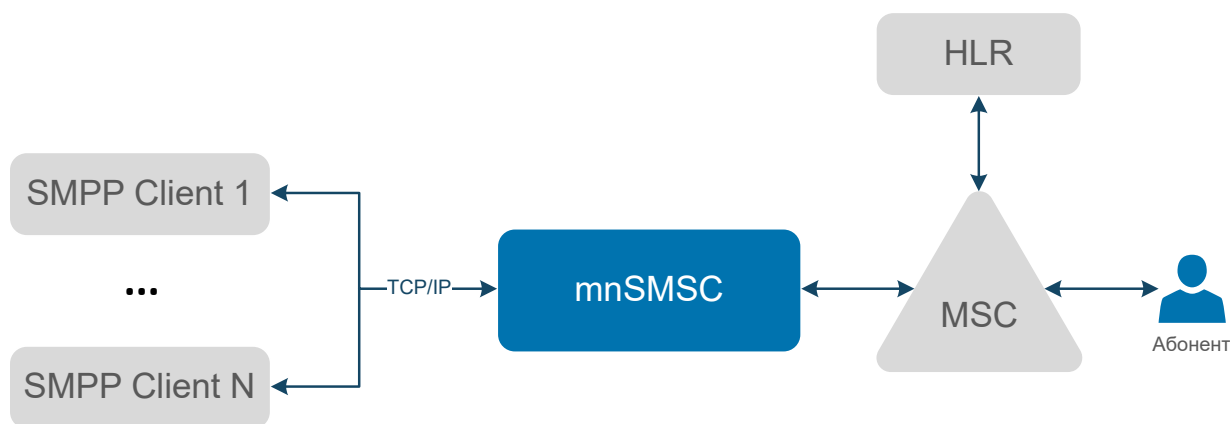 HLR
SMPP Client 1
...
TCP/IP
mnSMSC
MSC
Абонент
SMPP Client N